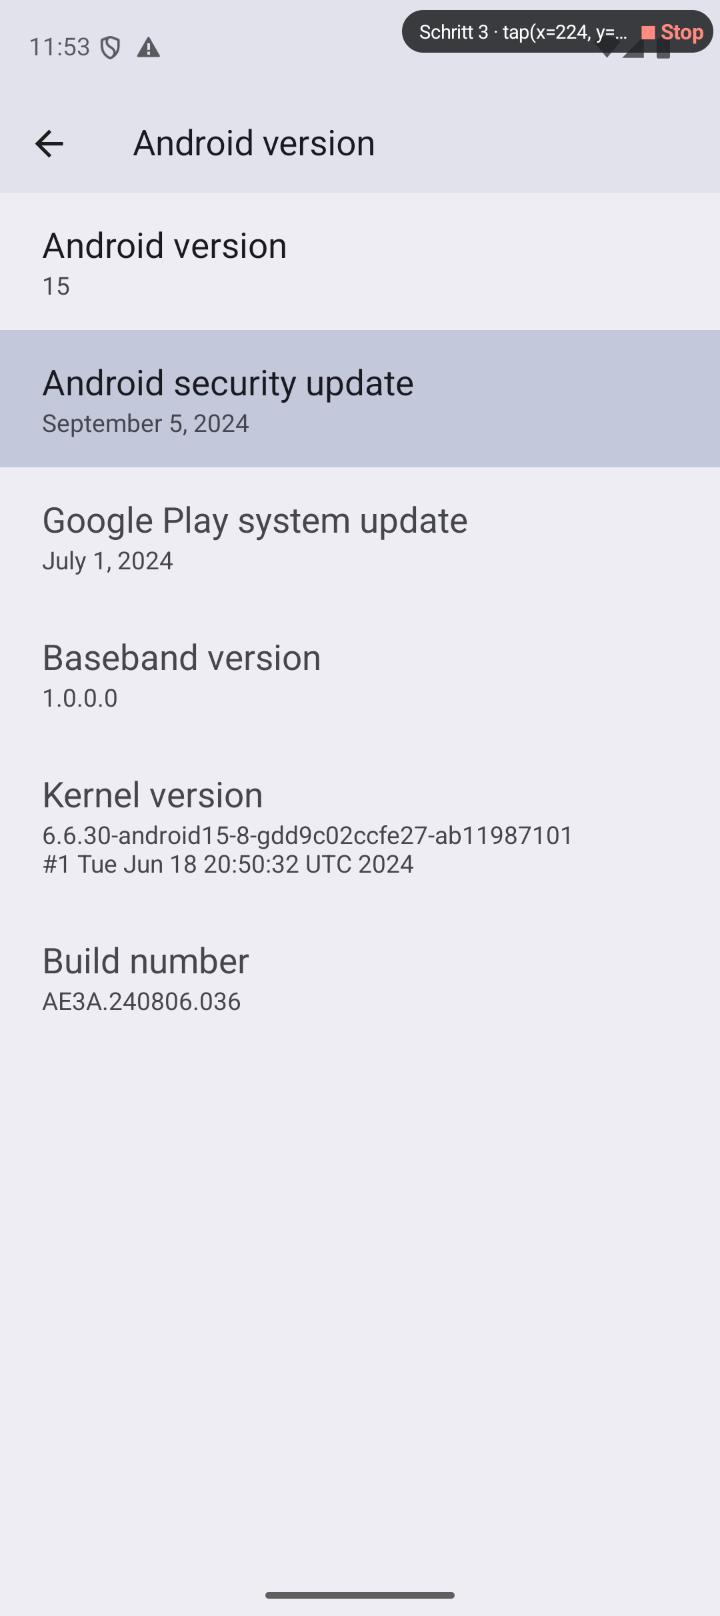 11:53
Schritt 3 · tap(x=224, y=... Stop
Android version
Android version
15
Android security update
September 5, 2024
Google Play system update
July 1, 2024
Baseband version
1.0.0.0
Kernel version
6.6.30-android15-8-gdd9c02ccfe27-ab11987101
#1 Tue Jun 18 20:50:32 UTC 2024
Build number
AE3A.240806.036